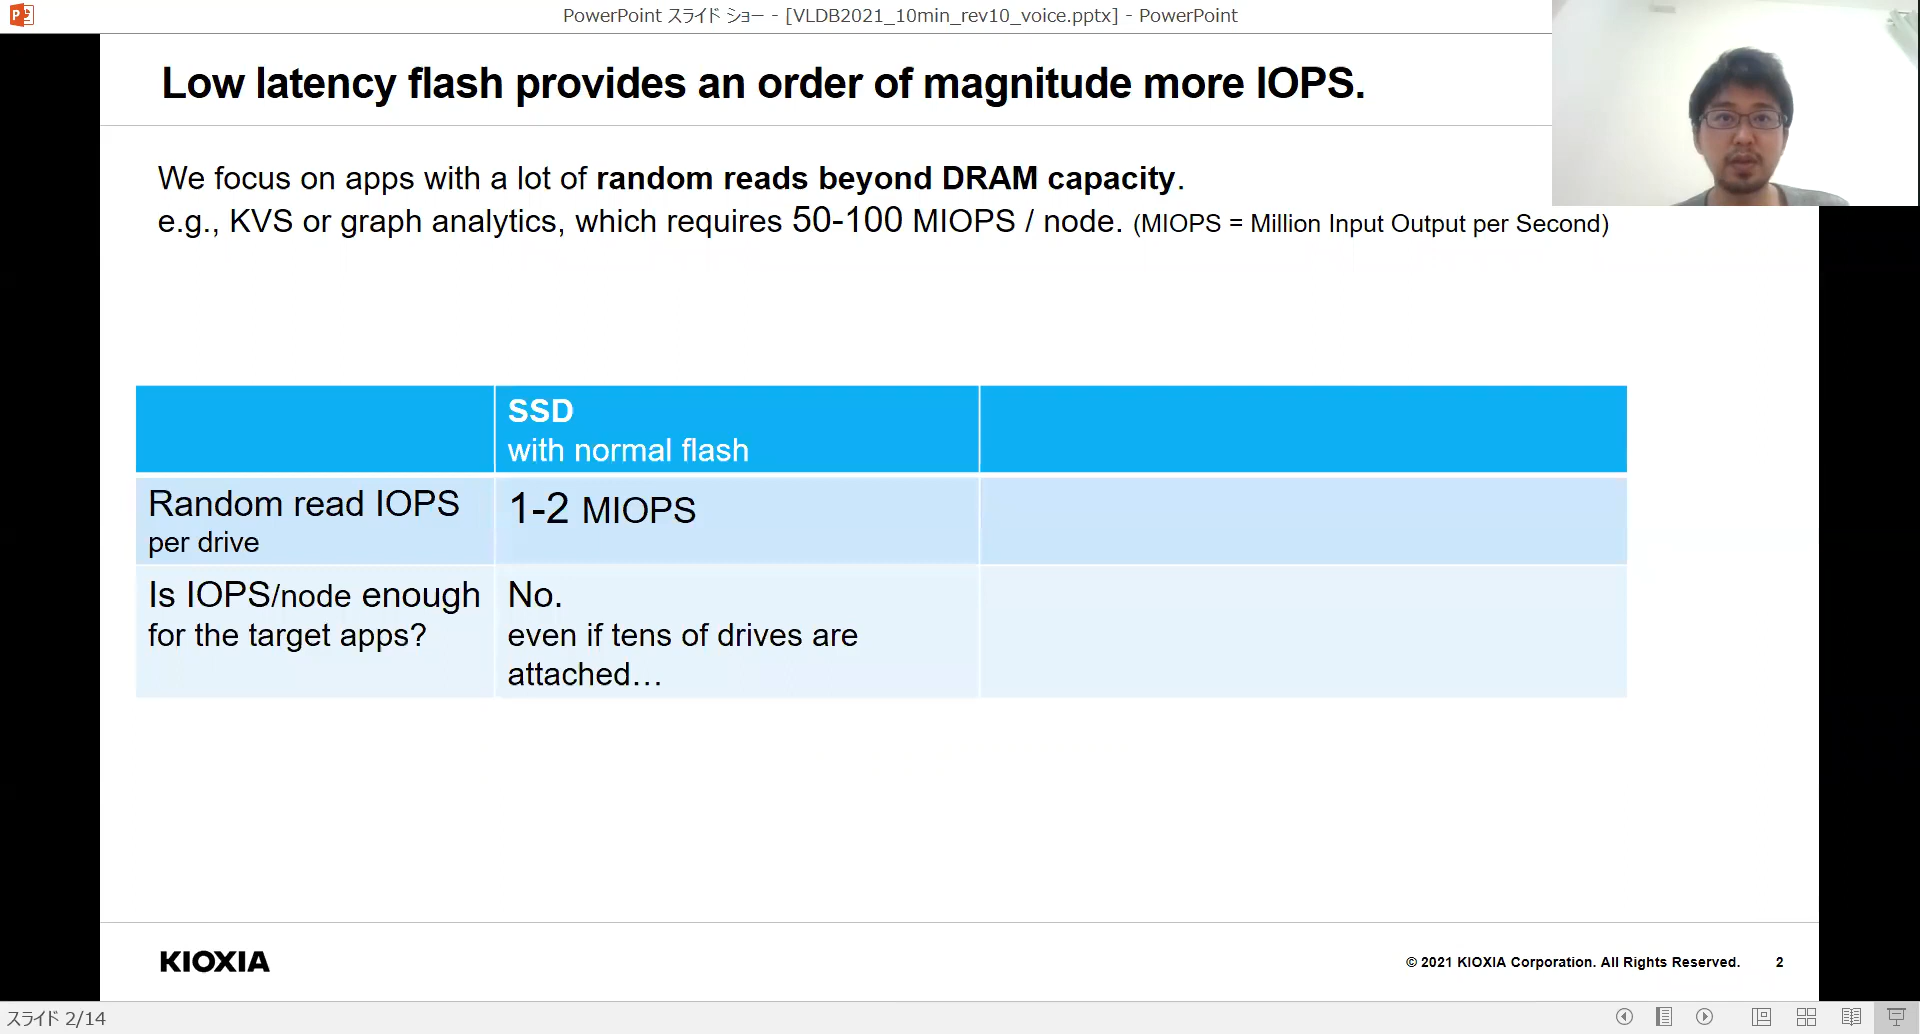 PowerPoint スライド ショー - [VLDB2021_10min_rev10_voice.pptx] - PowerPoint
Low latency flash provides an order of magnitude more IOPS.
We focus on apps with a lot of random reads beyond DRAM capacity.
e.g., KVS or graph analytics, which requires 50-100 MIOPS / node. (MIOPS = Million Input Output per Second)
SSD
with normal flash
Random read IOPS
per drive
1-2 MIOPS
Is IOPS/node enough
for the target apps?
No.
even if tens of drives are
attached…
KIOXIA
© 2021 KIOXIA Corporation. All Rights Reserved.
2
スライド 2/14